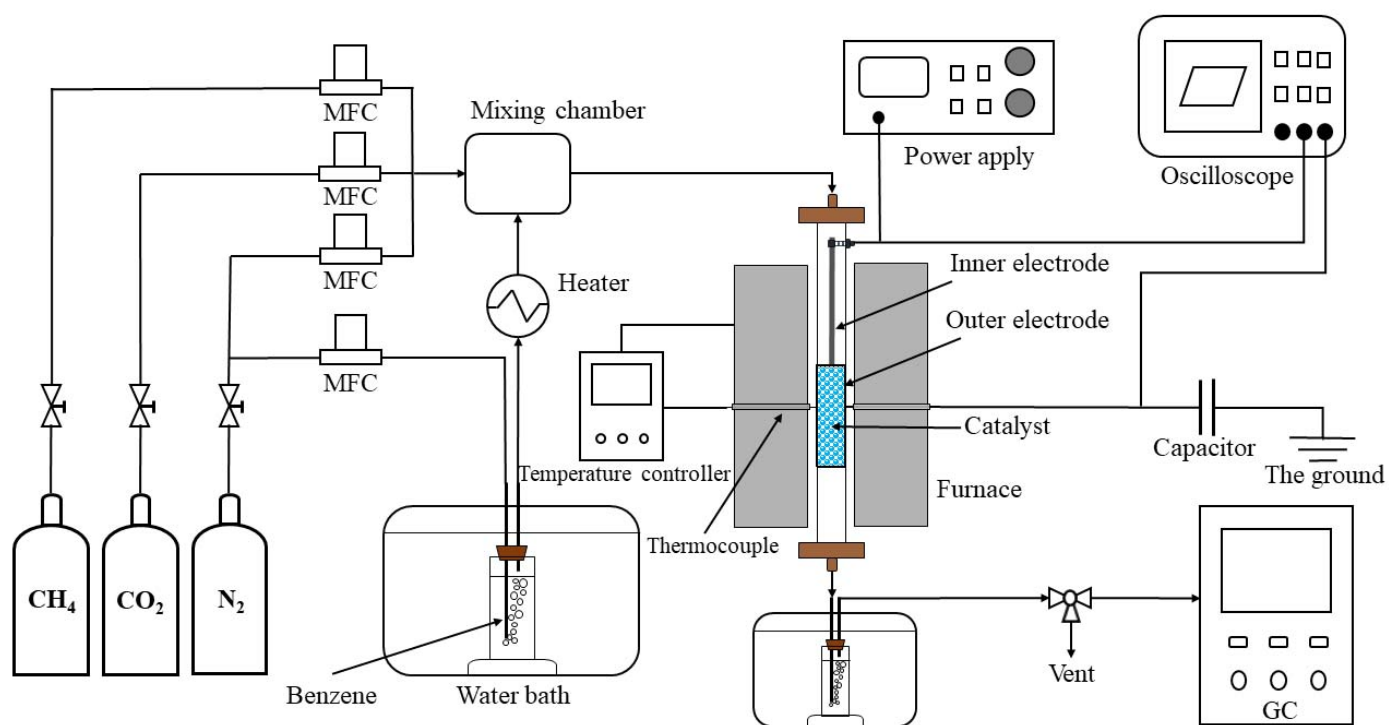 MFC
Mixing chamber
MFC
Power apply
Oscilloscope
MFC
Heater
Inner electrode
Outer electrode
MFC
Catalyst
Capacitor
Temperature controller
The ground
Furnace
Thermocouple
CH₄
CO₂
N₂
Benzene
Water bath
Vent
GC